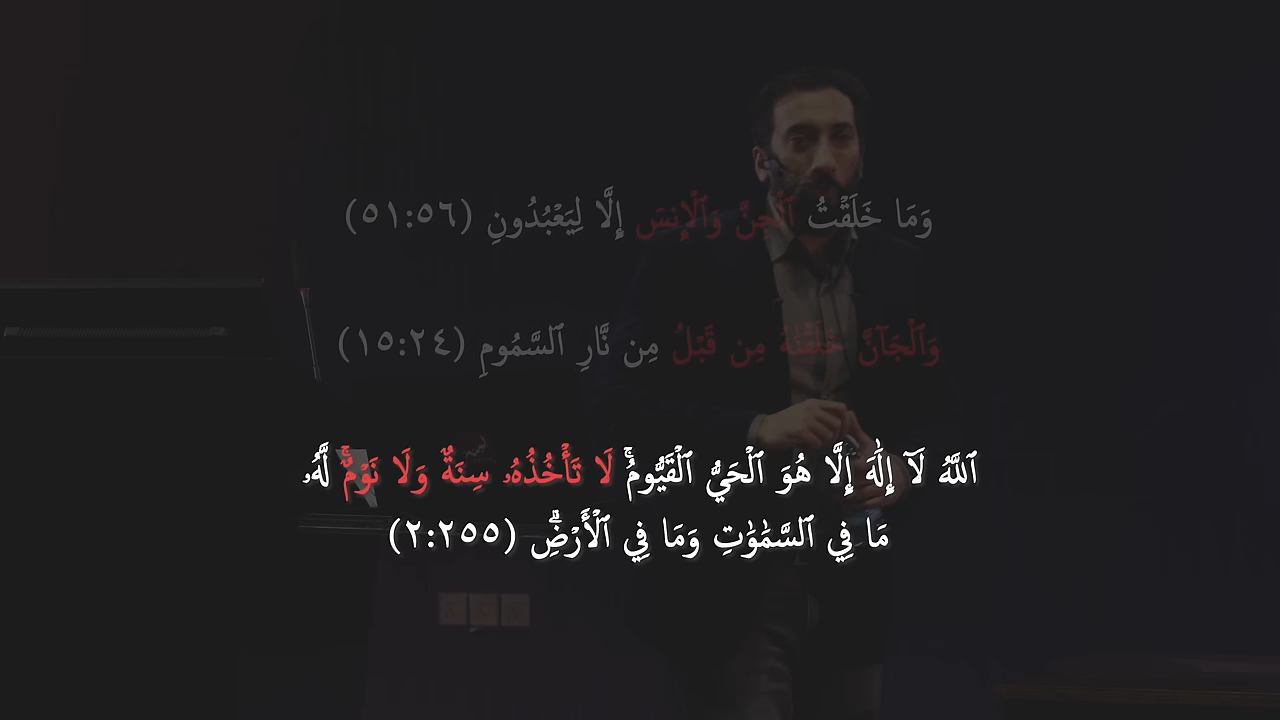 وَمَا خَلَقْتُ ٱلْجِنَّ وَٱلْإِنسَ إِلَّا لِيَعْبُدُونِ (٥١:٥٦)
وَٱلْجَآنَّ خَلَقْنَٰهُ مِن قَبْلُ مِن نَّارِ ٱلسَّمُومِ (١٥:٢٤)
ٱللَّهُ لَآ إِلَٰهَ إِلَّا هُوَ ٱلْحَىُّ ٱلْقَيُّومُ ۚ لَا تَأْخُذُهُۥ سِنَةٌ وَلَا نَوْمٌ ۚ لَّهُۥ
مَا فِي ٱلسَّمَٰوَٰتِ وَمَا فِي ٱلْأَرْضِ ۗ (٢:٢٥٥)